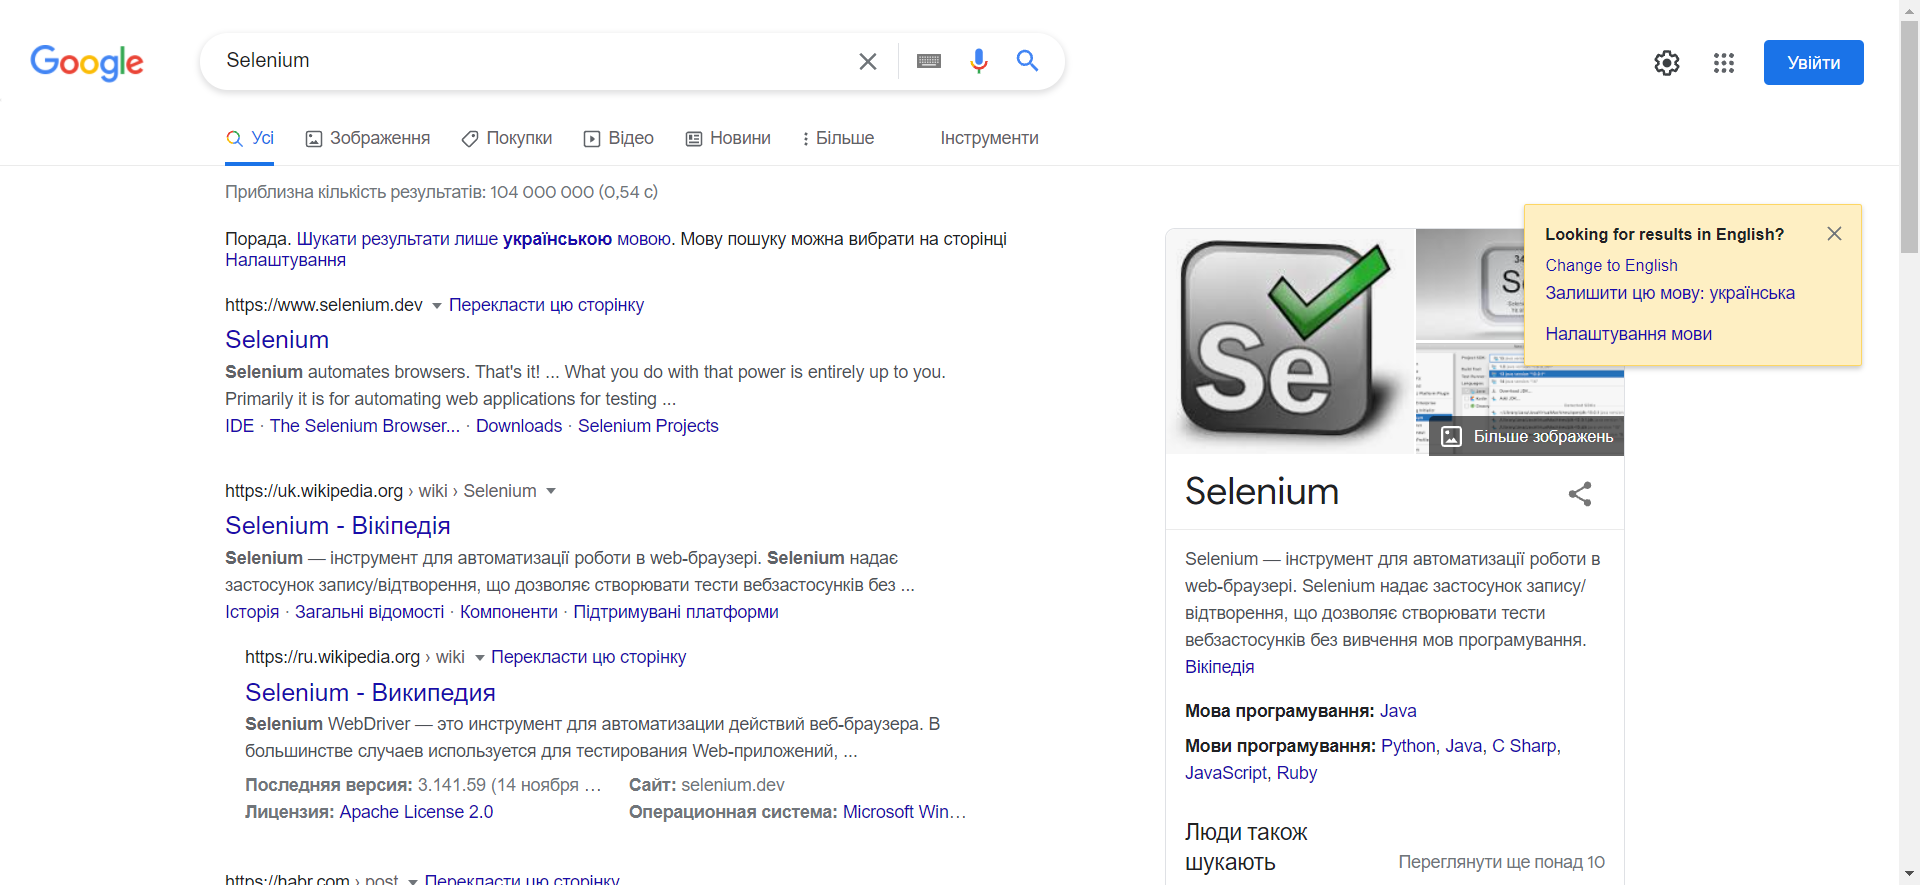 Google
Selenium
Увійти
Усі
Зображення
Покупки
Відео
Новини
Більше
Інструменти
Приблизна кількість результатів: 104 000 000 (0,54 с)
Порада. Шукати результати лише українською мовою. Мову пошуку можна вибрати на сторінці
Налаштування
https://www.selenium.dev Перекласти цю сторінку
Selenium
Selenium automates browsers. That's it! ... What you do with that power is entirely up to you.
Primarily it is for automating web applications for testing ...
IDE · The Selenium Browser... · Downloads · Selenium Projects
https://uk.wikipedia.org › wiki › Selenium
Selenium - Вікіпедія
Selenium — інструмент для автоматизації роботи в web-браузері. Selenium надає
застосунок запису/відтворення, що дозволяє створювати тести вебзастосунків без ...
Історія · Загальні відомості · Компоненти · Підтримувані платформи
https://ru.wikipedia.org › wiki Перекласти цю сторінку
Selenium - Википедия
Selenium WebDriver — это инструмент для автоматизации действий веб-браузера. В
большинстве случаев используется для тестирования Web-приложений, ...
Последняя версия: 3.141.59 (14 ноября ...
Сайт: selenium.dev
Лицензия: Apache License 2.0
Операционная система: Microsoft Win...
https://habr.com › post Перекласти цю сторінку
Looking for results in English?
Change to English
Залишити цю мову: українська
Налаштування мови
Se
34
Більше зображень
Selenium
Selenium — інструмент для автоматизації роботи в
web-браузері. Selenium надає застосунок запису/
відтворення, що дозволяє створювати тести
вебзастосунків без вивчення мов програмування.
Вікіпедія
Мова програмування: Java
Мови програмування: Python, Java, C Sharp,
JavaScript, Ruby
Люди також
шукають
Переглянути ще понад 10